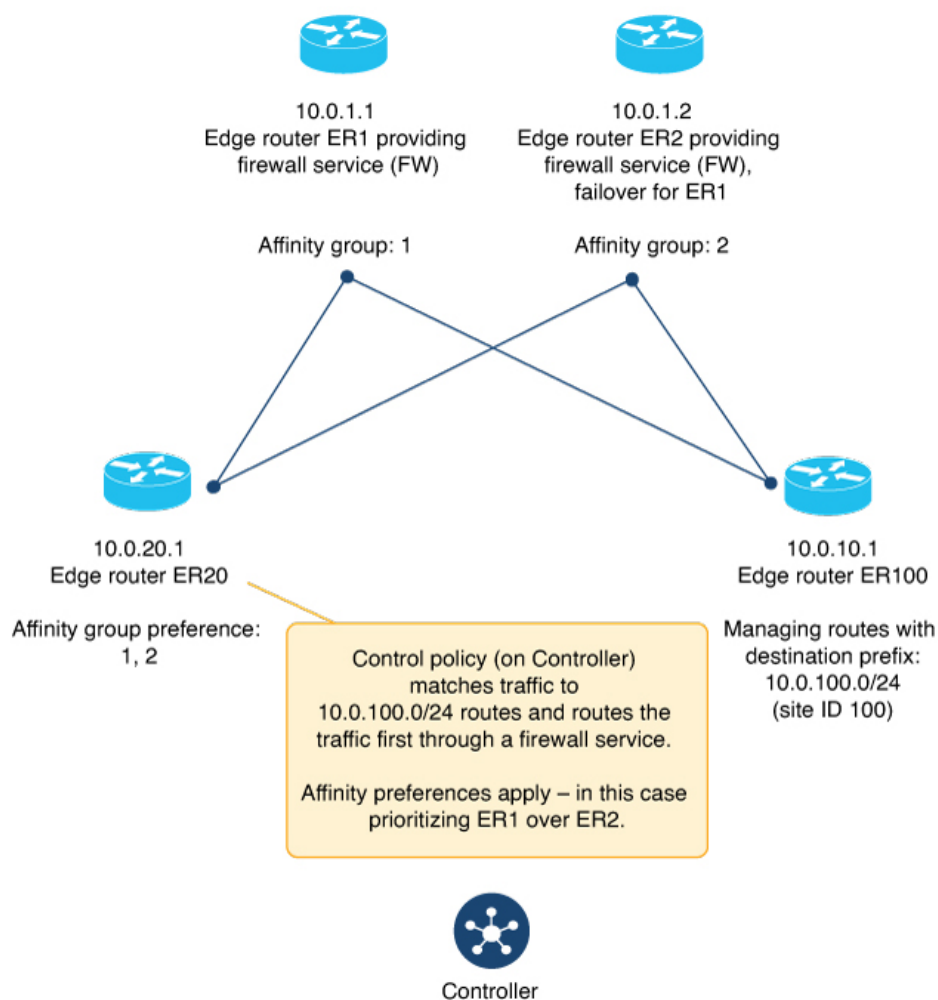 10.0.1.1
Edge router ER1 providing
firewall service (FW)
Affinity group: 1
10.0.1.2
Edge router ER2 providing
firewall service (FW),
failover for ER1
Affinity group: 2
10.0.20.1
Edge router ER20
Affinity group preference:
1, 2
10.0.10.1
Edge router ER100
Managing routes with
destination prefix:
10.0.100.0/24
(site ID 100)
Control policy (on Controller)
matches traffic to
10.0.100.0/24 routes and routes the
traffic first through a firewall service.
Affinity preferences apply – in this case
prioritizing ER1 over ER2.
Controller